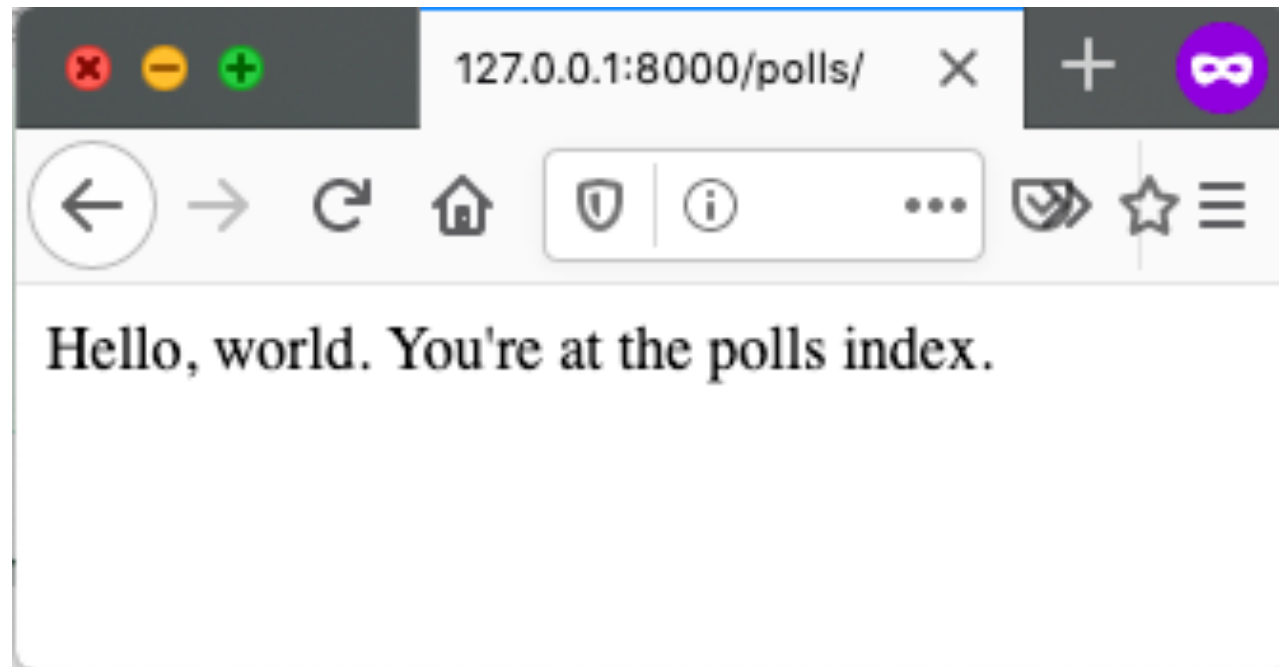 127.0.0.1:8000/polls/
Hello, world. You're at the polls index.